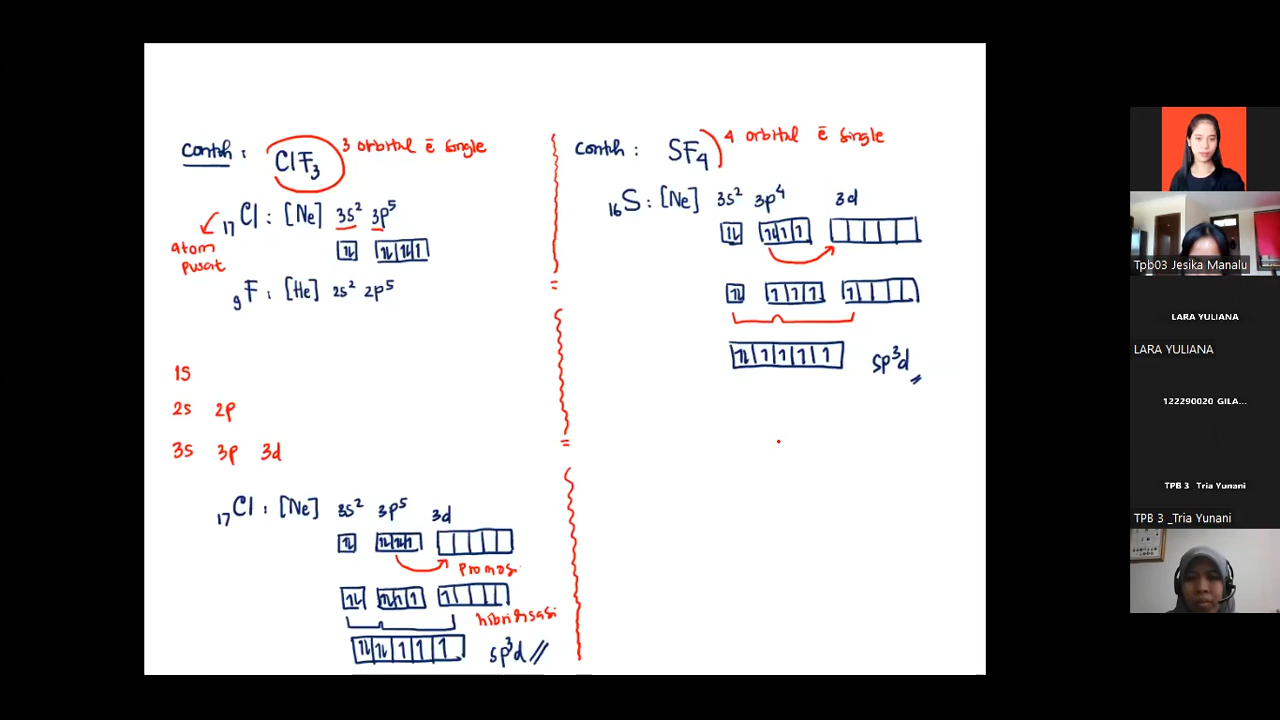 Contoh : ClF₃ 3 orbital ē single
₁₇Cl : [Ne] 3s² 3p⁵
atom
pusat
₉F : [He] 2s² 2p⁵
1s
2s 2p
3s 3p 3d
₁₇Cl : [Ne] 3s² 3p⁵ 3d
promosi
hibridisasi
sp³d //
Contoh : SF₄ 4 orbital ē single
₁₆S : [Ne] 3s² 3p⁴ 3d
sp³d //
Tpb03 Jesika Manalu
LARA YULIANA
LARA YULIANA
122290020 GILA...
TPB 3 Tria Yunani
TPB 3 _Tria Yunani